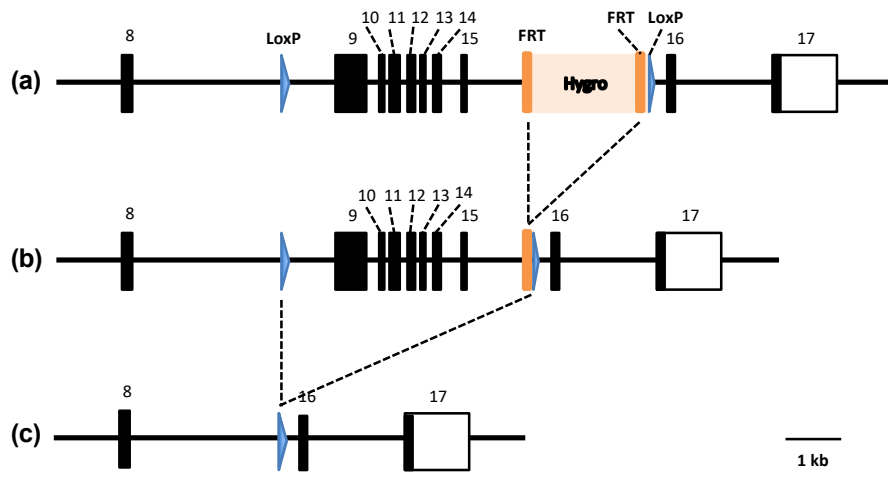 10 11 12 13 14
FRT LoxP
8 LoxP 9 15 FRT 16 17
(a) Hygro
10 11 12 13 14
8 9 15 16 17
(b)
8 16 17
(c)
1 kb